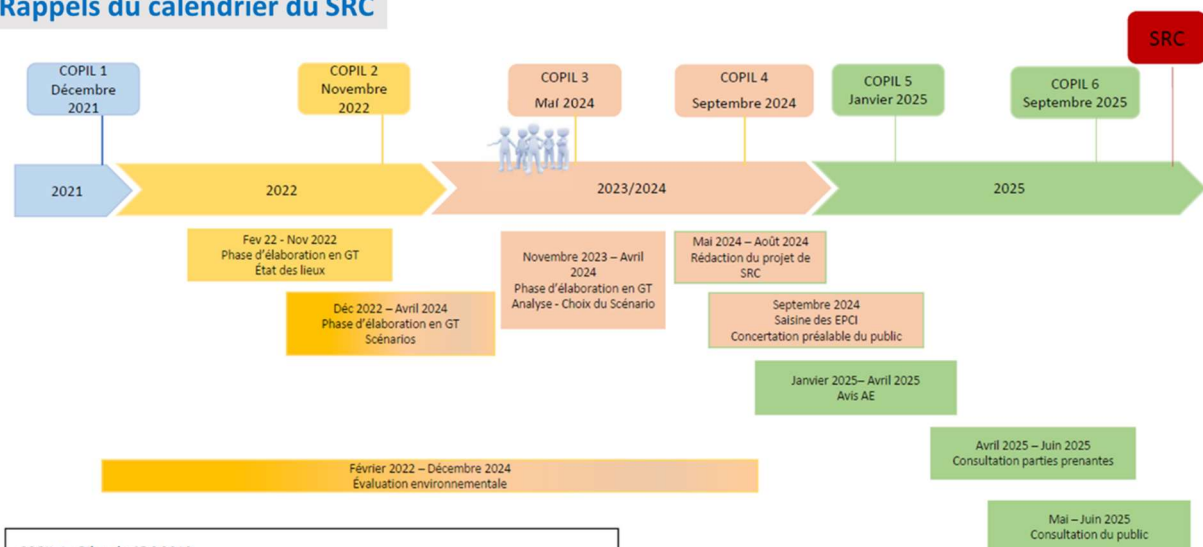 Rappels du calendrier du SRC
SRC
COPIL 1
Décembre
2021
COPIL 2
Novembre
2022
COPIL 3
Mai 2024
COPIL 4
Septembre 2024
COPIL 5
Janvier 2025
COPIL 6
Septembre 2025
2021
2022
2023/2024
2025
Fev 22 - Nov 2022
Phase d'élaboration en GT
État des lieux
Déc 2022 – Avril 2024
Phase d'élaboration en GT
Scénarios
Novembre 2023 – Avril
2024
Phase d'élaboration en GT
Analyse - Choix du Scénario
Mai 2024 – Août 2024
Rédaction du projet de
SRC
Septembre 2024
Saisine des EPCI
Concertation préalable du public
Janvier 2025– Avril 2025
Avis AE
Avril 2025 – Juin 2025
Consultation parties prenantes
Février 2022 – Décembre 2024
Évaluation environnementale
Mai – Juin 2025
Consultation du public